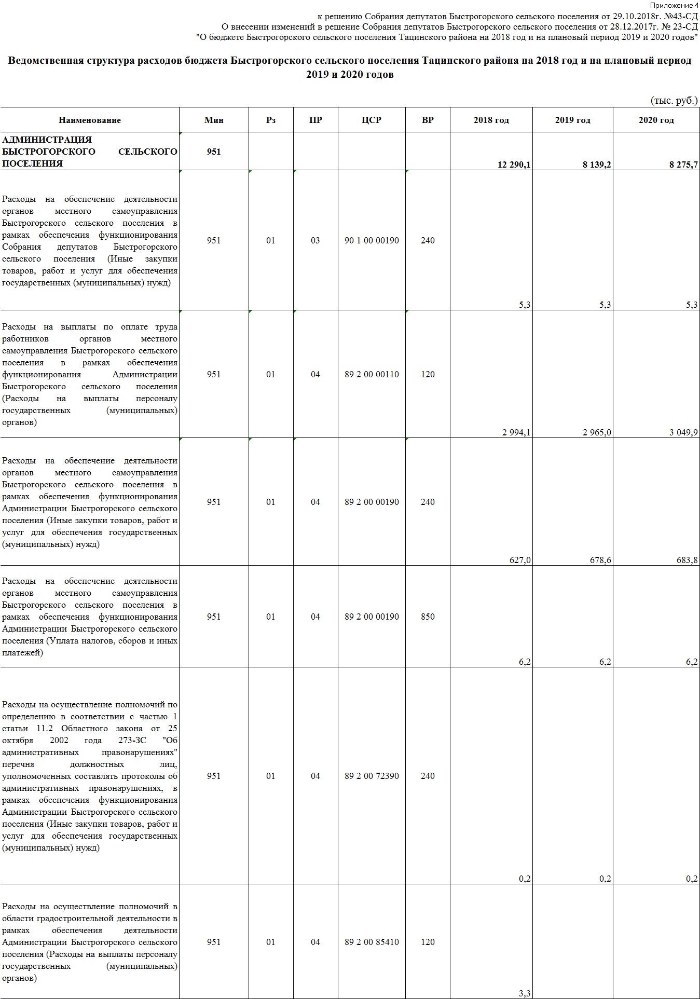 Приложение 4
к решению Собрания депутатов Быстрогорского сельского поселения от 29.10.2018г. №43-СД
О внесении изменений в решение Собрания депутатов Быстрогорского сельского поселения от 28.12.2017г. № 23-СД
"О бюджете Быстрогорского сельского поселения Тацинского района на 2018 год и на плановый период 2019 и 2020 годов"
Ведомственная структура расходов бюджета Быстрогорского сельского поселения Тацинского района на 2018 год и на плановый период
2019 и 2020 годов
(тыс. руб.)
Наименование Мин Рз ПР ЦСР ВР 2018 год 2019 год 2020 год
АДМИНИСТРАЦИЯ
БЫСТРОГОРСКОГО СЕЛЬСКОГО
ПОСЕЛЕНИЯ
951
12 290,1 8 139,2 8 275,7
Расходы на обеспечение деятельности
органов местного самоуправления
Быстрогорского сельского поселения в
рамках обеспечения функционирования
Собрания депутатов Быстрогорского
сельского поселения (Иные закупки
товаров, работ и услуг для обеспечения
государственных (муниципальных) нужд)
951 01 03 90 1 00 00190 240
5,3 5,3 5,3
Расходы на выплаты по оплате труда
работников органов местного
самоуправления Быстрогорского сельского
поселения в рамках обеспечения
функционирования Администрации
Быстрогорского сельского поселения
(Расходы на выплаты персоналу
государственных (муниципальных)
органов)
951 01 04 89 2 00 00110 120
2 994,1 2 965,0 3 049,9
Расходы на обеспечение деятельности
органов местного самоуправления
Быстрогорского сельского поселения в
рамках обеспечения функционирования
Администрации Быстрогорского сельского
поселения (Иные закупки товаров, работ и
услуг для обеспечения государственных
(муниципальных) нужд)
951 01 04 89 2 00 00190 240
627,0 678,6 683,8
Расходы на обеспечение деятельности
органов местного самоуправления
Быстрогорского сельского поселения в
рамках обеспечения функционирования
Администрации Быстрогорского сельского
поселения (Уплата налогов, сборов и иных
платежей)
951 01 04 89 2 00 00190 850
6,2 6,2 6,2
Расходы на осуществление полномочий по
определению в соответствии с частью 1
статьи 11.2 Областного закона от 25
октября 2002 года 273-ЗС "Об
административных правонарушениях"
перечня должностных лиц,
уполномоченных составлять протоколы об
административных правонарушениях, в
рамках обеспечения функционирования
Администрации Быстрогорского сельского
поселения (Иные закупки товаров, работ и
услуг для обеспечения государственных
(муниципальных) нужд)
951 01 04 89 2 00 72390 240
0,2 0,2 0,2
Расходы на осуществление полномочий в
области градостроительной деятельности в
рамках обеспечения деятельности
Администрации Быстрогорского сельского
поселения (Расходы на выплаты персоналу
государственных (муниципальных)
органов)
951 01 04 89 2 00 85410 120
3,3